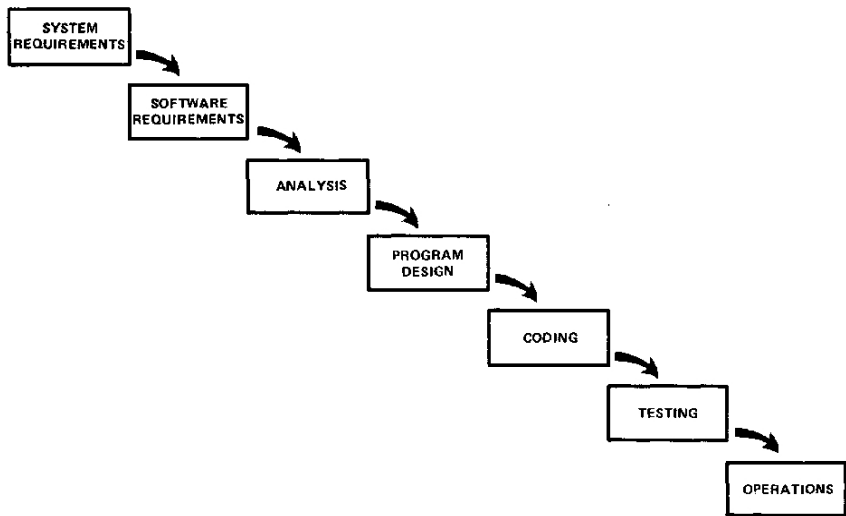 SYSTEM
REQUIREMENTS
SOFTWARE
REQUIREMENTS
ANALYSIS
PROGRAM
DESIGN
CODING
TESTING
OPERATIONS